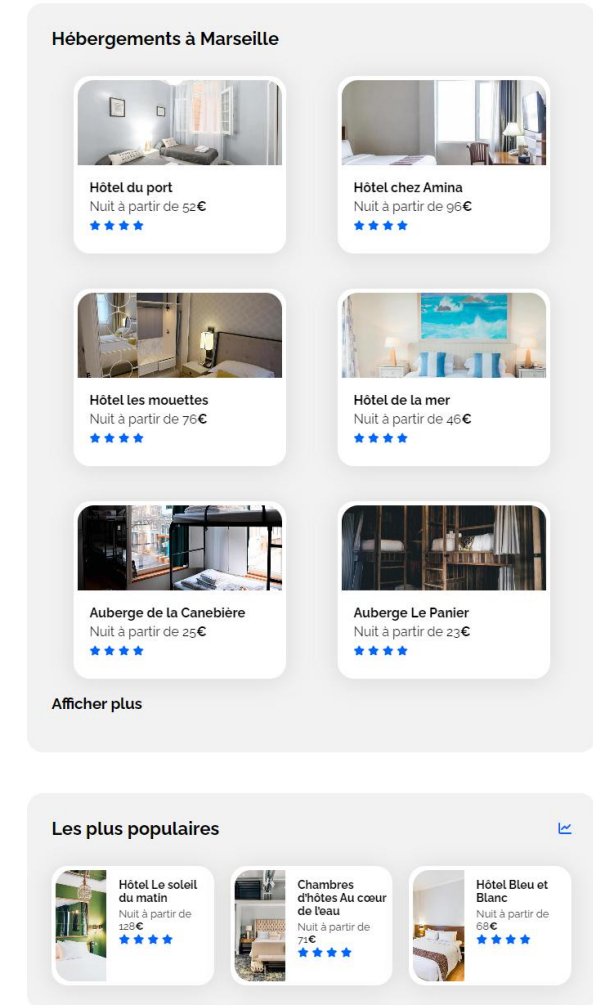 Hébergements à Marseille
Hôtel du port
Nuit à partir de 52€
Hôtel chez Amina
Nuit à partir de 96€
Hôtel les mouettes
Nuit à partir de 76€
Hôtel de la mer
Nuit à partir de 46€
Auberge de la Canebière
Nuit à partir de 25€
Auberge Le Panier
Nuit à partir de 23€
Afficher plus
Les plus populaires
Hôtel Le soleil
du matin
Nuit à partir de
128€
Chambres
d'hôtes Au cœur
de l'eau
Nuit à partir de
71€
Hôtel Bleu et
Blanc
Nuit à partir de
68€